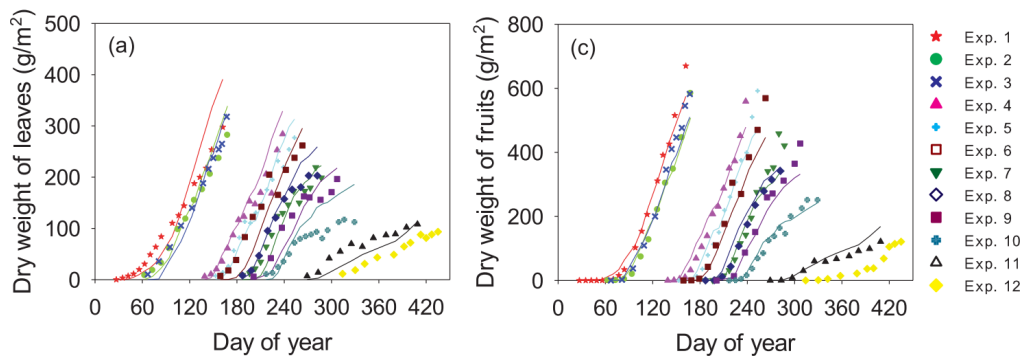 (a)
Dry weight of leaves (g/m²)
500
400
300
200
100
0
0 60 120 180 240 300 360 420
Day of year
(c)
Dry weight of fruits (g/m²)
800
600
400
200
0
0 60 120 180 240 300 360 420
Day of year
Exp. 1
Exp. 2
Exp. 3
Exp. 4
Exp. 5
Exp. 6
Exp. 7
Exp. 8
Exp. 9
Exp. 10
Exp. 11
Exp. 12